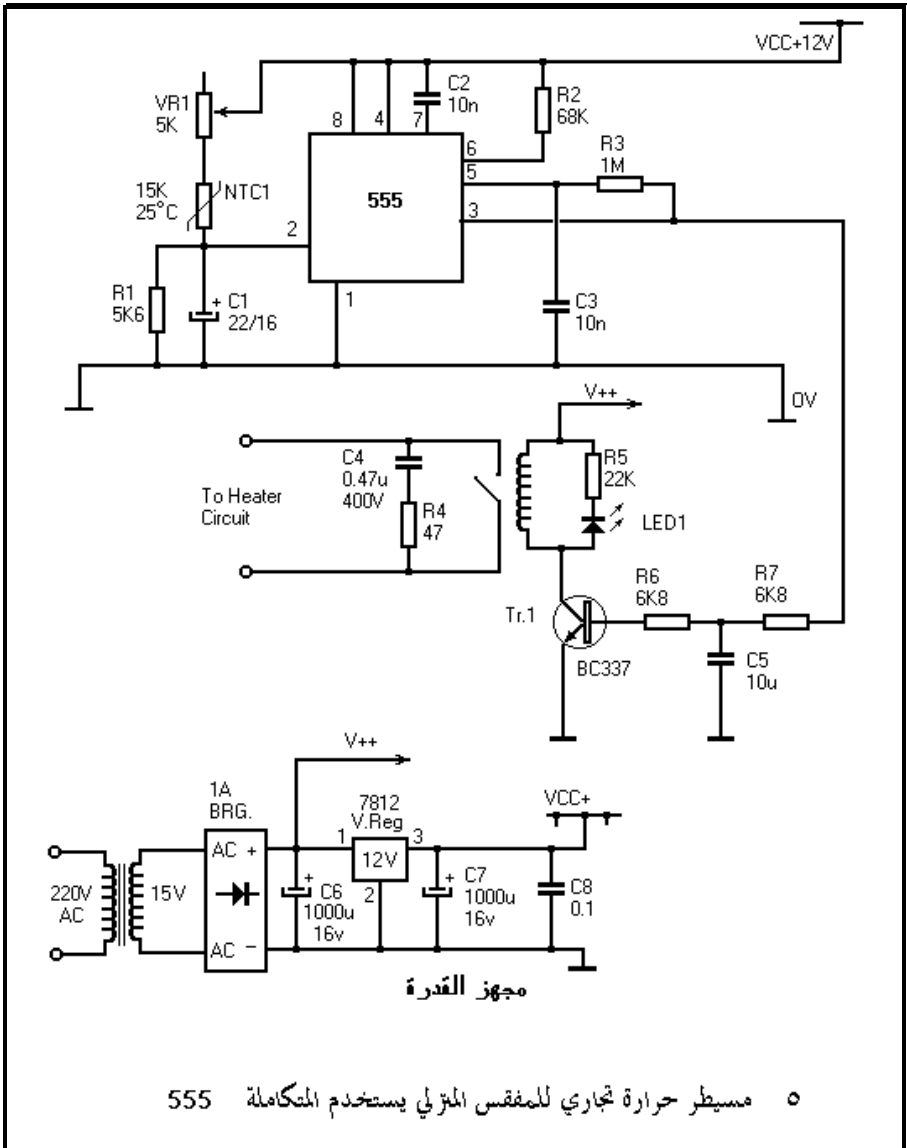 VCC+12V
VR1
5K
C2
10n
R2
68K
8
4
7
6
5
3
R3
1M
15K
25°C
NTC1
555
2
1
R1
5K6
+
C1
22/16
C3
10n
0V
V++
C4
0.47u
400V
R4
47
To Heater
Circuit
R5
22K
LED1
Tr.1
BC337
R6
6K8
R7
6K8
C5
10u
V++
1A
BRG.
7812
V.Reg
VCC+
1
3
AC +
12V
2
220V
AC
15V
+
C6
1000u
16v
+
C7
1000u
16v
C8
0.1
AC −
مجهز القدرة
٥ مسيطر حرارة تجاري للمفقس المنزلي يستخدم المتكاملة 555